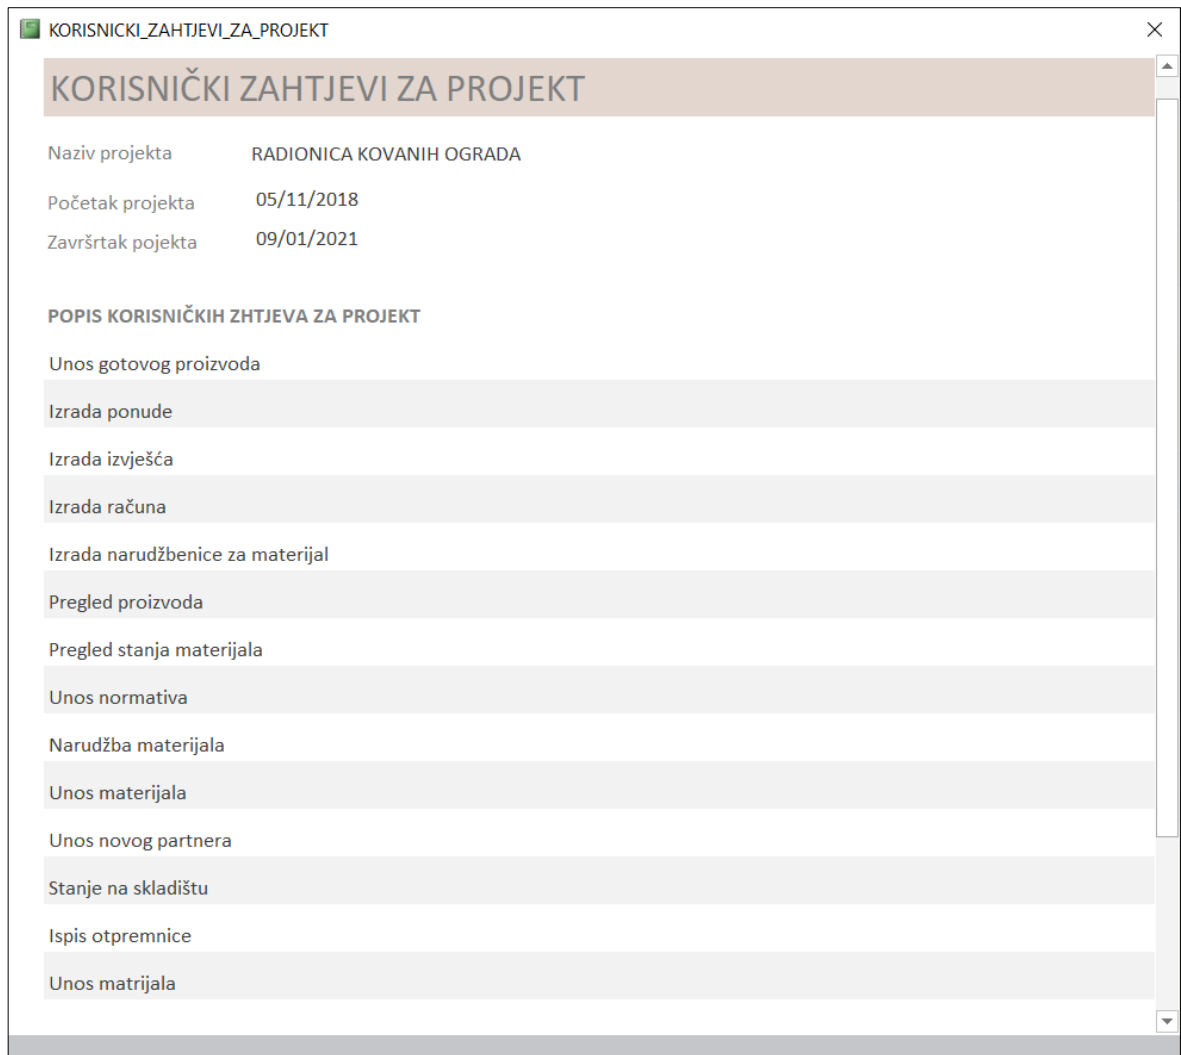 KORISNICKI_ZAHTJEVI_ZA_PROJEKT
KORISNIČKI ZAHTJEVI ZA PROJEKT
Naziv projekta RADIONICA KOVANIH OGRADA
Početak projekta 05/11/2018
Završrtak pojekta 09/01/2021
POPIS KORISNIČKIH ZHTJEVA ZA PROJEKT
Unos gotovog proizvoda
Izrada ponude
Izrada izvješća
Izrada računa
Izrada narudžbenice za materijal
Pregled proizvoda
Pregled stanja materijala
Unos normativa
Narudžba materijala
Unos materijala
Unos novog partnera
Stanje na skladištu
Ispis otpremnice
Unos matrijala